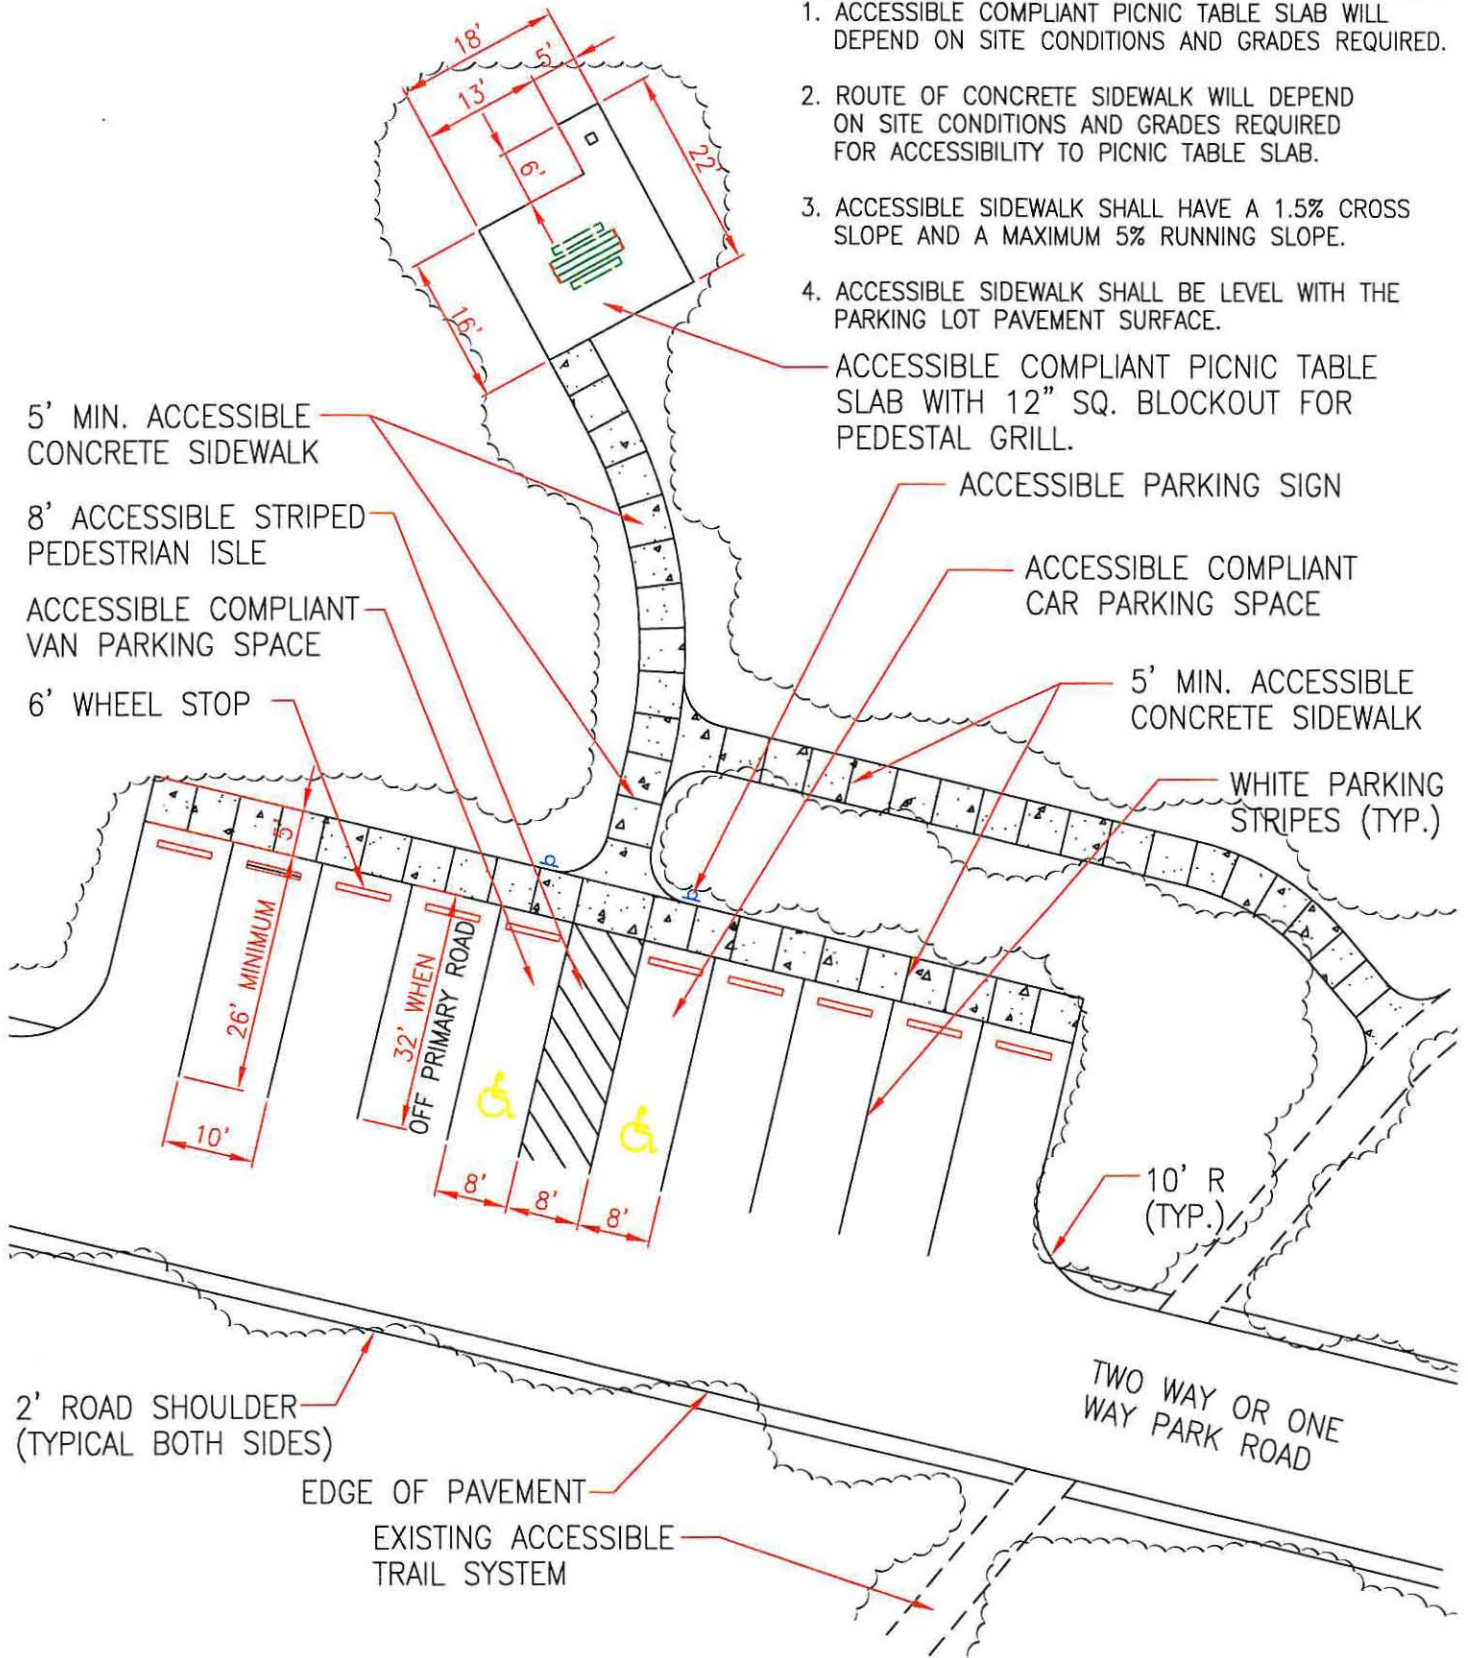 1. ACCESSIBLE COMPLIANT PICNIC TABLE SLAB WILL
DEPEND ON SITE CONDITIONS AND GRADES REQUIRED.
2. ROUTE OF CONCRETE SIDEWALK WILL DEPEND
ON SITE CONDITIONS AND GRADES REQUIRED
FOR ACCESSIBILITY TO PICNIC TABLE SLAB.
3. ACCESSIBLE SIDEWALK SHALL HAVE A 1.5% CROSS
SLOPE AND A MAXIMUM 5% RUNNING SLOPE.
4. ACCESSIBLE SIDEWALK SHALL BE LEVEL WITH THE
PARKING LOT PAVEMENT SURFACE.
18'
5'
13'
6'
22'
16'
ACCESSIBLE COMPLIANT PICNIC TABLE
SLAB WITH 12" SQ. BLOCKOUT FOR
PEDESTAL GRILL.
5' MIN. ACCESSIBLE
CONCRETE SIDEWALK
8' ACCESSIBLE STRIPED
PEDESTRIAN ISLE
ACCESSIBLE COMPLIANT
VAN PARKING SPACE
6' WHEEL STOP
ACCESSIBLE PARKING SIGN
ACCESSIBLE COMPLIANT
CAR PARKING SPACE
5' MIN. ACCESSIBLE
CONCRETE SIDEWALK
WHITE PARKING
STRIPES (TYP.)
5'
26' MINIMUM
32' WHEN
OFF PRIMARY ROAD
10'
8'
8'
8'
10' R
(TYP.)
2' ROAD SHOULDER
(TYPICAL BOTH SIDES)
EDGE OF PAVEMENT
EXISTING ACCESSIBLE
TRAIL SYSTEM
TWO WAY OR ONE
WAY PARK ROAD